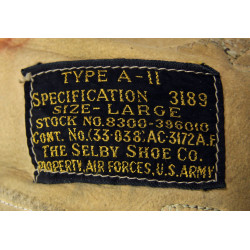 TYPE A-11
SPECIFICATION 3189
SIZE-LARGE
STOCK NO. 8300-396010
CONT. NO. (33-038) AC-3172 A.F.
THE SELBY SHOE CO.
PROPERTY, AIR FORCES, U.S. ARMY